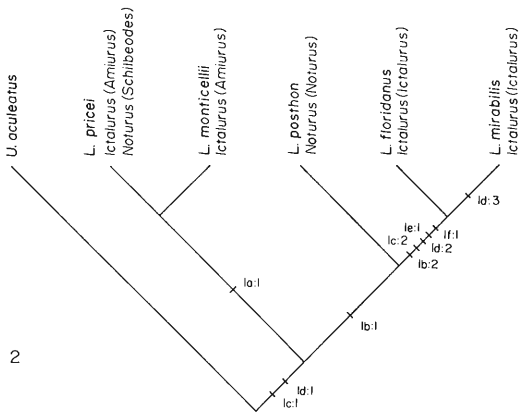 U. aculeatus
L. pricei
Ictalurus (Amiurus)
Noturus (Schilbeodes)
L. monticellii
Ictalurus (Amiurus)
L. posthon
Noturus (Noturus)
L. floridanus
Ictalurus (Ictalurus)
L. mirabilis
Ictalurus (Ictalurus)
Id:3
Ie:1
If:1
Ic:2
Id:2
Ib:2
Ia:1
Ib:1
2
Id:1
Ic:1